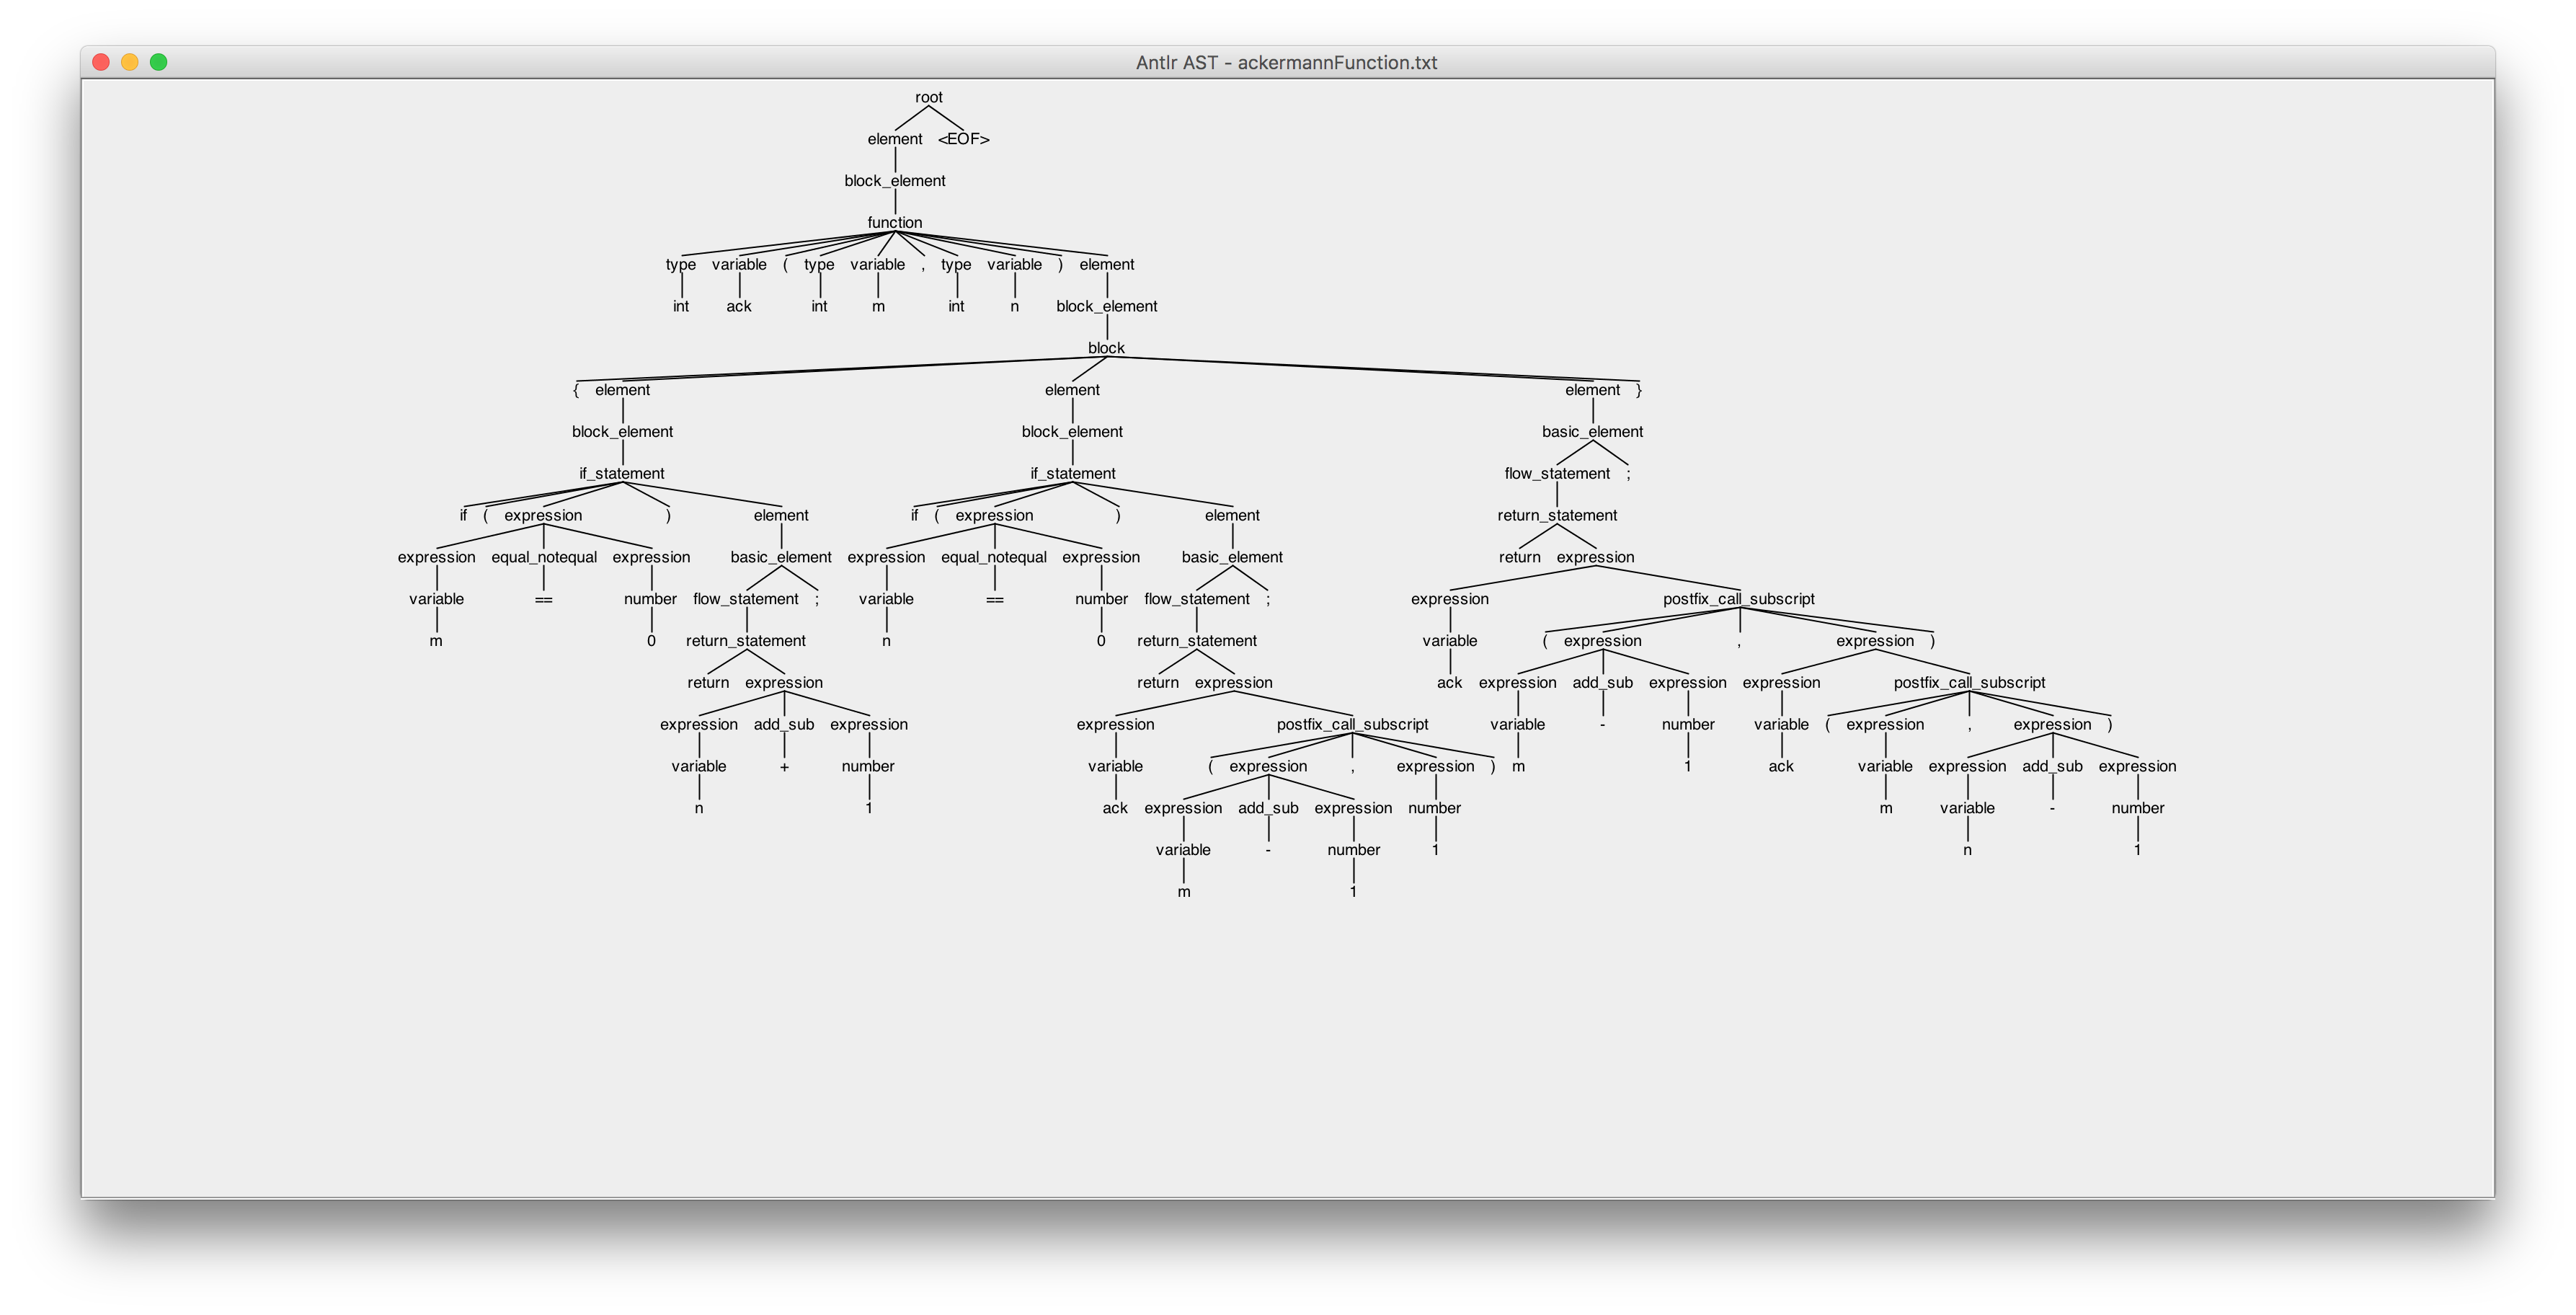 Antlr AST - ackermannFunction.txt
root
element <EOF>
block_element
function
type variable ( type variable , type variable ) element
int ack int m int n block_element
block
{ element element element }
block_element block_element basic_element
if_statement if_statement flow_statement ;
if ( expression ) element if ( expression ) element return_statement
expression equal_notequal expression basic_element expression equal_notequal expression basic_element return expression
variable == number flow_statement ; variable == number flow_statement ; expression postfix_call_subscript
m 0 return_statement n 0 return_statement variable ( expression , expression )
return expression return expression ack expression add_sub expression expression postfix_call_subscript
expression add_sub expression expression postfix_call_subscript variable - number variable ( expression , expression )
variable + number variable ( expression , expression ) m 1 ack variable expression add_sub expression
n 1 ack expression add_sub expression number m variable - number
variable - number 1 n 1
m 1